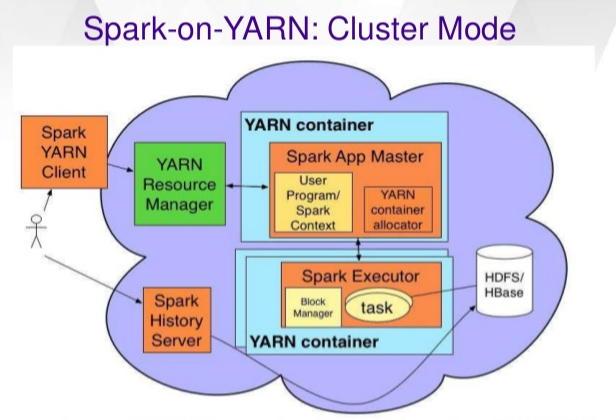 Spark-on-YARN: Cluster Mode
Spark
YARN
Client
YARN
Resource
Manager
YARN container
Spark App Master
User
Program/
Spark
Context
YARN
container
allocator
Spark Executor
Block
Manager
task
YARN container
HDFS/
HBase
Spark
History
Server